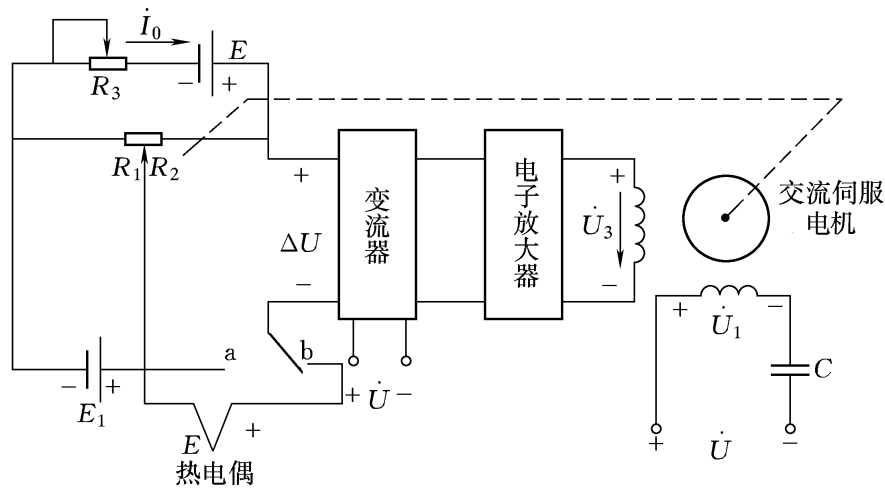 İ₀
E
R₃
− +
R₁ R₂
+
ΔU
−
变流器
电子放大器
+
U̇₃
−
交流伺服
电机
+ U̇₁ −
a
b
− +
E₁
+ U̇ −
C
E +
热电偶
+ U̇ −